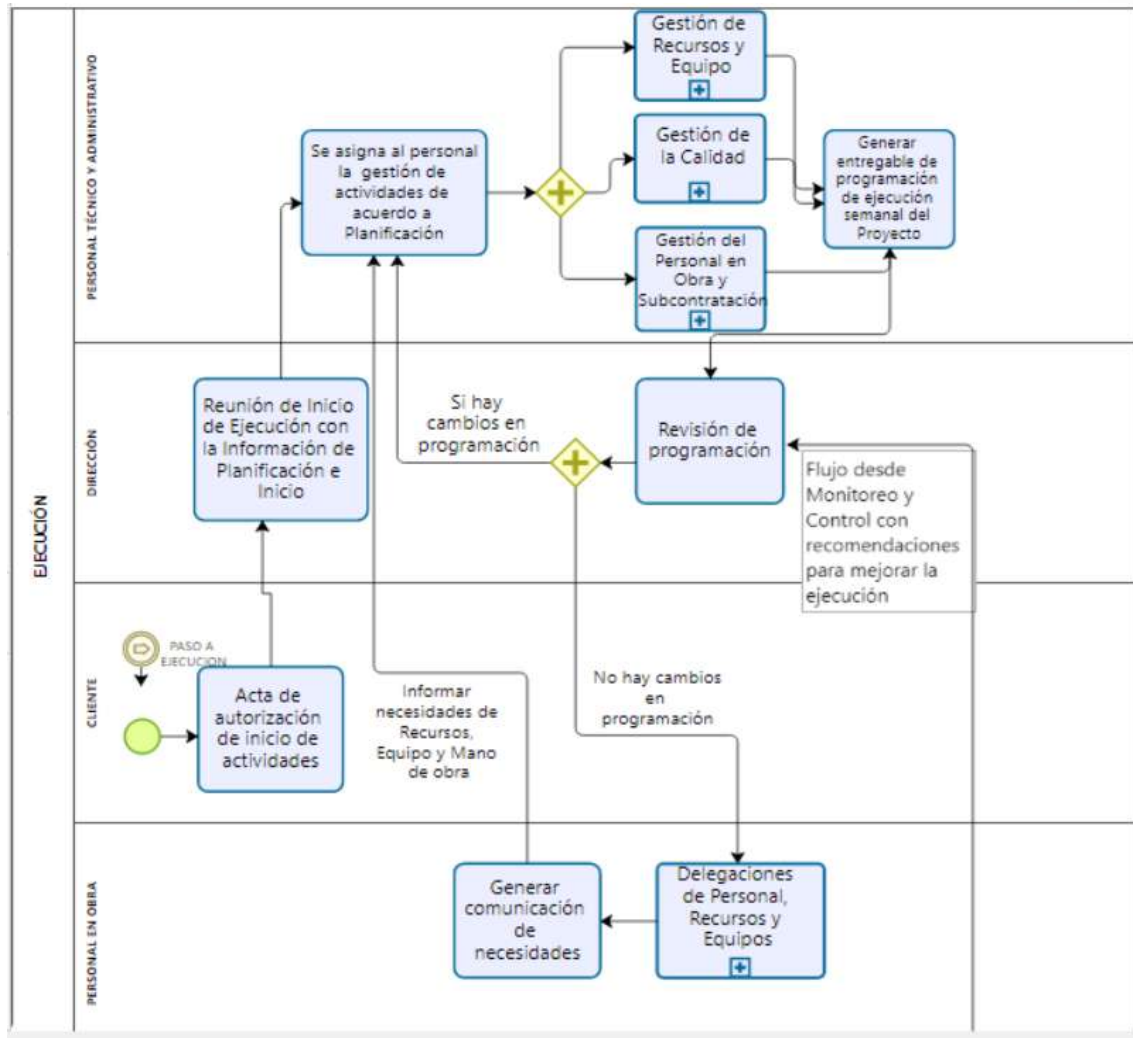 EJECUCIÓN
PERSONAL TÉCNICO Y ADMINISTRATIVO
Gestión de
Recursos y
Equipo
Se asigna al personal
la gestión de
actividades de
acuerdo a
Planificación
Gestión de
la Calidad
Generar
entregable de
programación
de ejecución
semanal del
Proyecto
Gestión del
Personal en
Obra y
Subcontratación
DIRECCIÓN
Reunión de Inicio
de Ejecución con
la Información de
Planificación e
Inicio
Si hay
cambios en
programación
Revisión de
programación
Flujo desde
Monitoreo y
Control con
recomendaciones
para mejorar la
ejecución
CLIENTE
PASO A
EJECUCION
Acta de
autorización
de inicio de
actividades
Informar
necesidades de
Recursos,
Equipo y Mano
de obra
No hay cambios
en
programación
PERSONAL EN OBRA
Generar
comunicación
de
necesidades
Delegaciones
de Personal,
Recursos y
Equipos